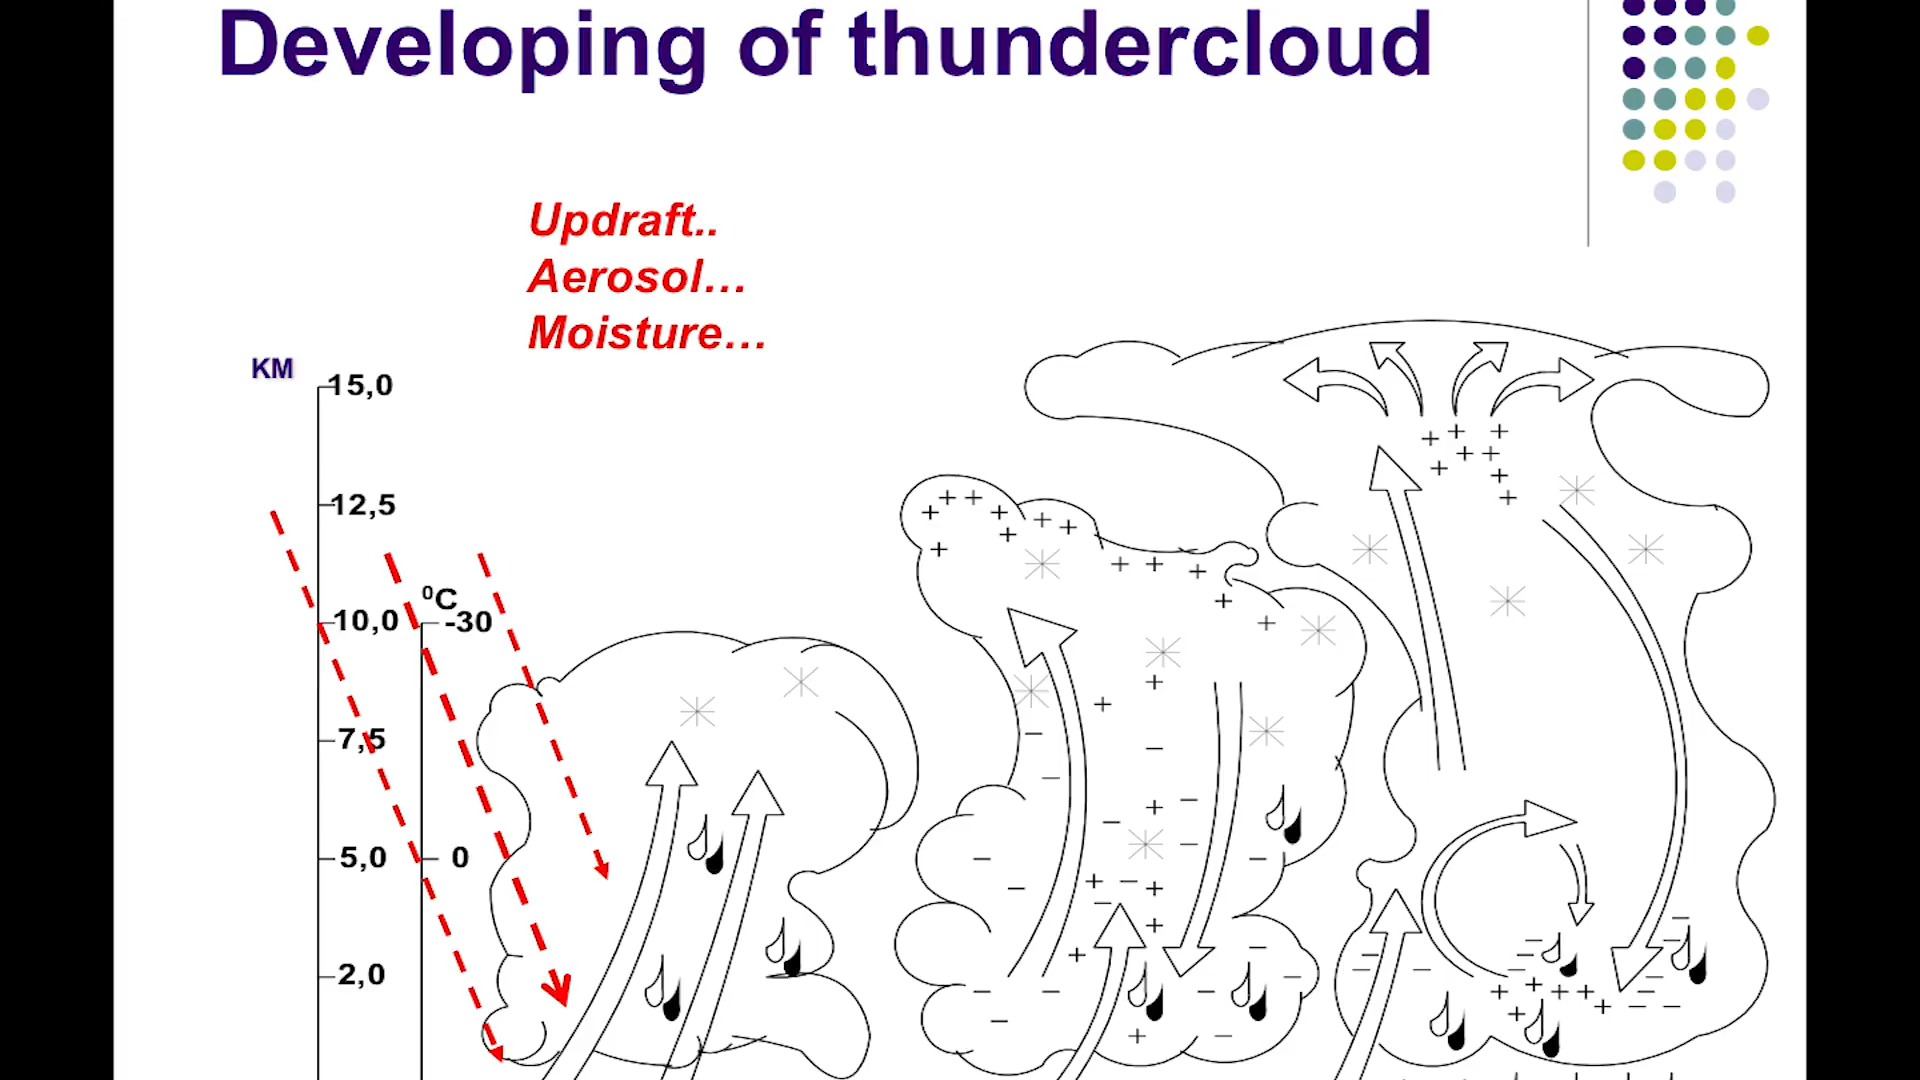 Developing of thundercloud
Updraft..
Aerosol...
Moisture...
KM
15,0
12,5
⁰C
10,0 -30
7,5
5,0 0
2,0